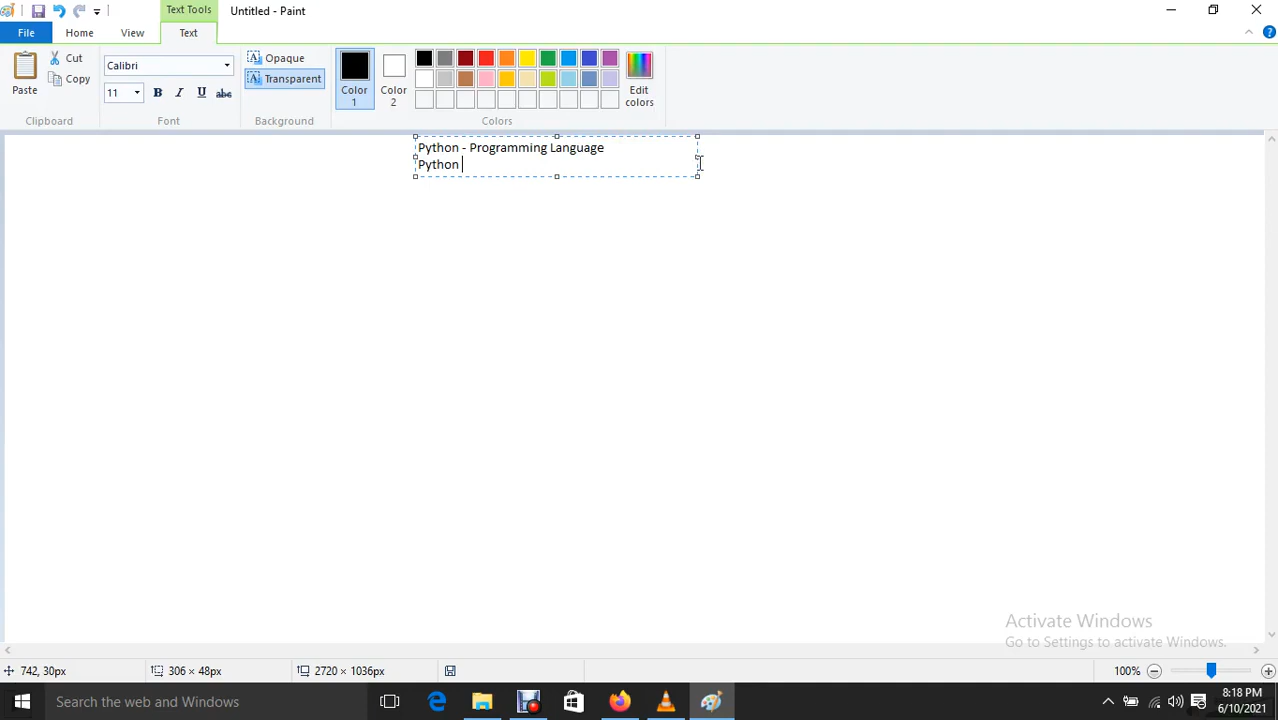 Text Tools
Untitled - Paint
File
Home
View
Text
Paste
Cut
Copy
Clipboard
Calibri
11
B I U abc
Font
Opaque
Transparent
Background
Color 1
Color 2
Edit colors
Colors
Python - Programming Language
Python
Activate Windows
Go to Settings to activate Windows.
742, 30px
306 × 48px
2720 × 1036px
100%
Search the web and Windows
8:18 PM
6/10/2021